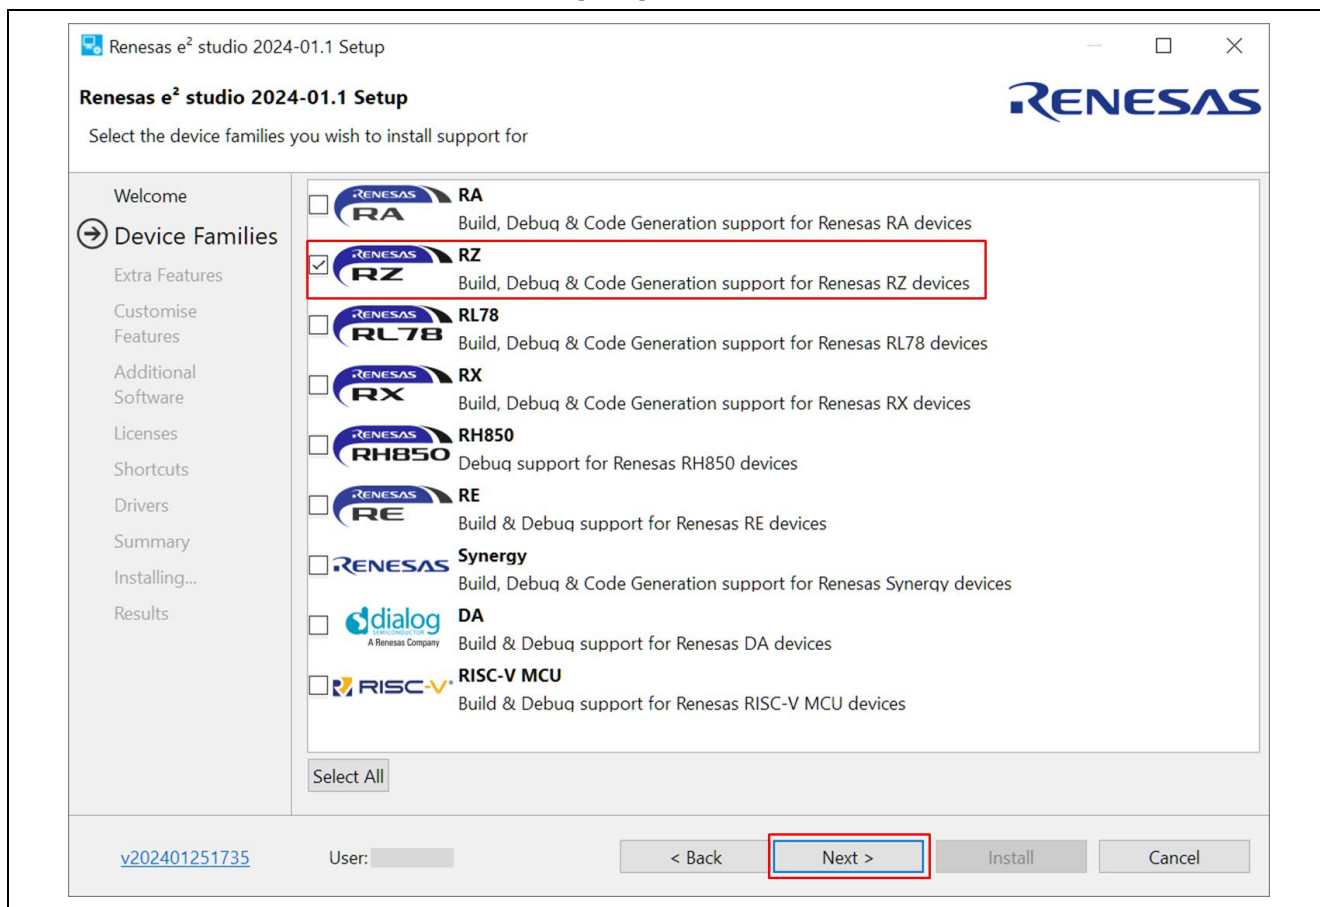 Renesas e² studio 2024-01.1 Setup
Renesas e² studio 2024-01.1 Setup
RENESAS
Select the device families you wish to install support for
Welcome
Device Families
Extra Features
Customise
Features
Additional
Software
Licenses
Shortcuts
Drivers
Summary
Installing...
Results
RENESAS
RA
RA
Build, Debug & Code Generation support for Renesas RA devices
RENESAS
RZ
RZ
Build, Debug & Code Generation support for Renesas RZ devices
RENESAS
RL78
RL78
Build, Debug & Code Generation support for Renesas RL78 devices
RENESAS
RX
RX
Build, Debug & Code Generation support for Renesas RX devices
RENESAS
RH850
RH850
Debug support for Renesas RH850 devices
RENESAS
RE
RE
Build & Debug support for Renesas RE devices
RENESAS
Synergy
Build, Debug & Code Generation support for Renesas Synergy devices
dialog
SEMICONDUCTOR
A Renesas Company
DA
Build & Debug support for Renesas DA devices
RISC-V
RISC-V MCU
Build & Debug support for Renesas RISC-V MCU devices
Select All
v202401251735
User:
< Back
Next >
Install
Cancel